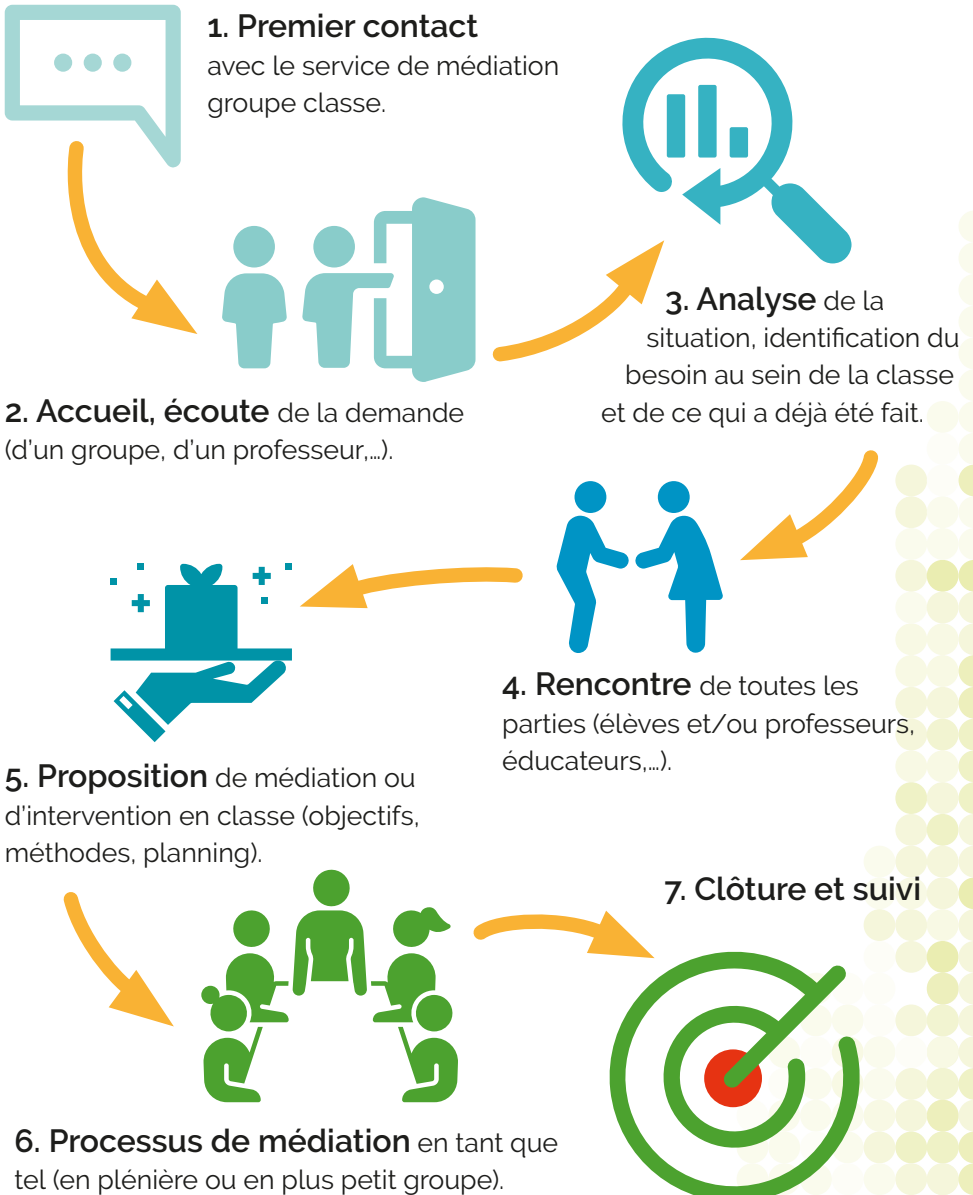 1. Premier contact
avec le service de médiation
groupe classe.
2. Accueil, écoute de la demande
(d'un groupe, d'un professeur,...).
3. Analyse de la
situation, identification du
besoin au sein de la classe
et de ce qui a déjà été fait.
4. Rencontre de toutes les
parties (élèves et/ou professeurs,
éducateurs,...).
5. Proposition de médiation ou
d'intervention en classe (objectifs,
méthodes, planning).
6. Processus de médiation en tant que
tel (en plénière ou en plus petit groupe).
7. Clôture et suivi